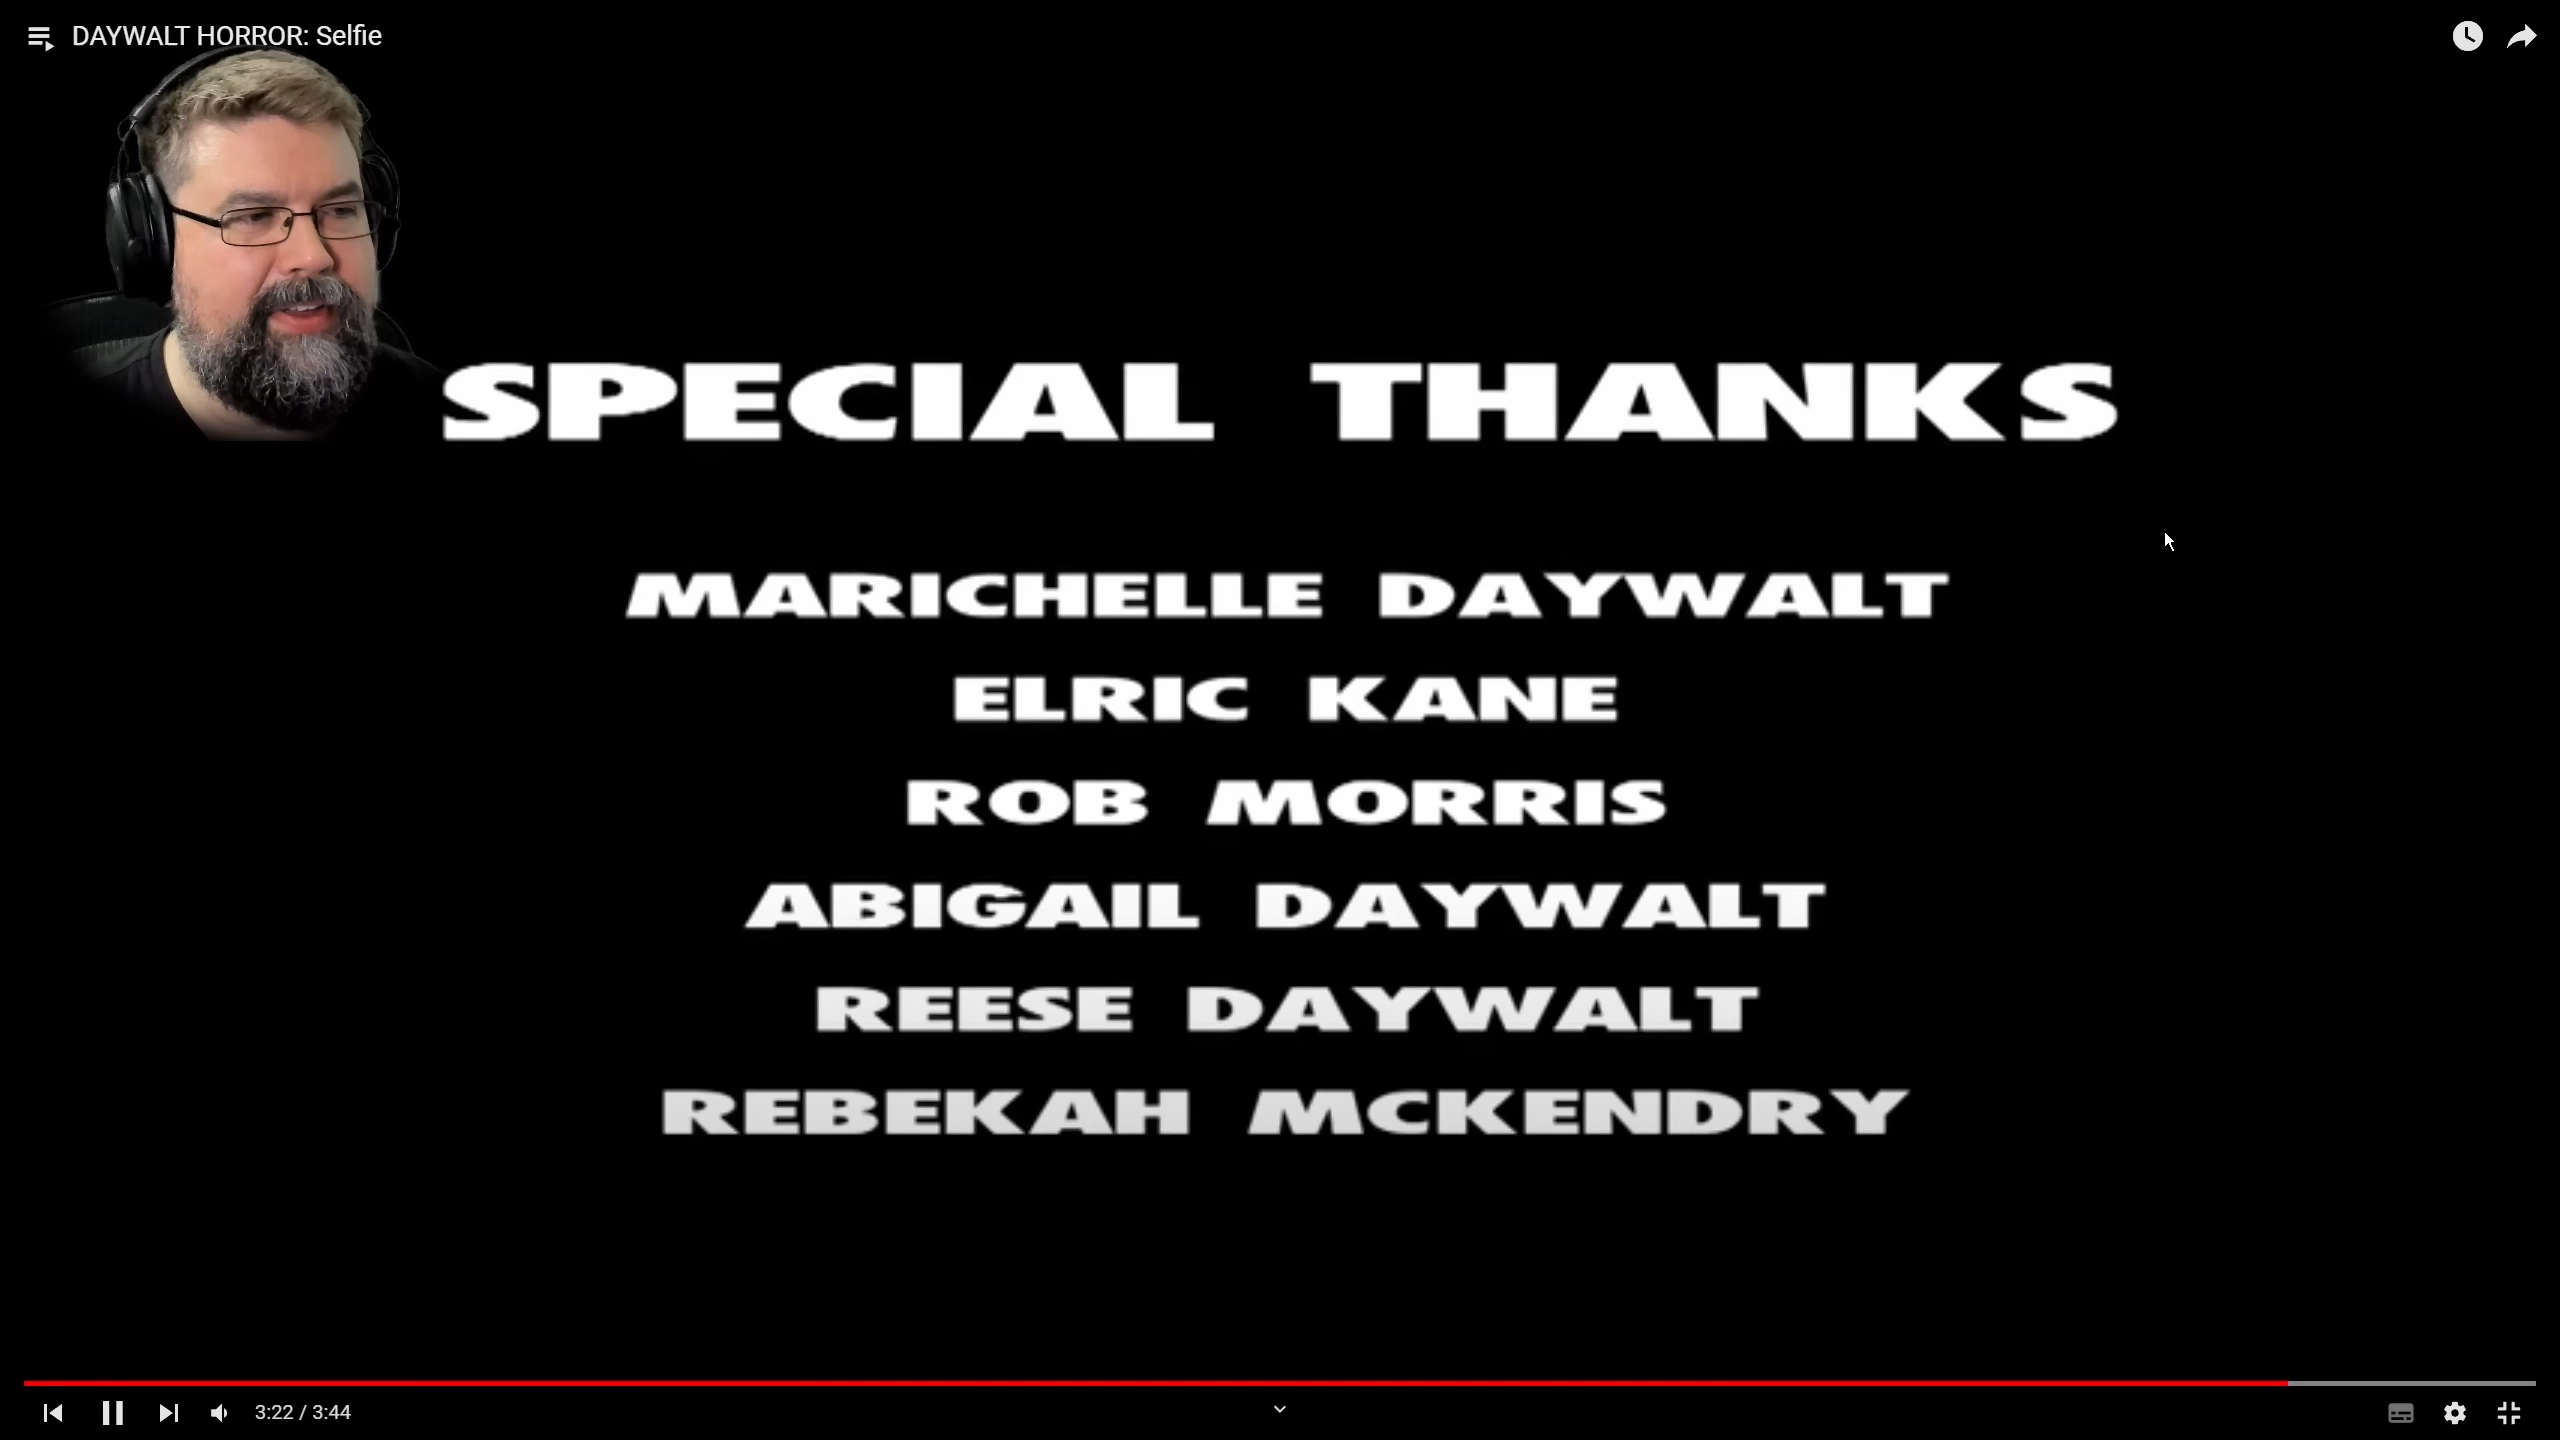 DAYWALT HORROR: Selfie
SPECIAL THANKS
MARICHELLE DAYWALT
ELRIC KANE
ROB MORRIS
ABIGAIL DAYWALT
REESE DAYWALT
REBEKAH MCKENDRY
3:22 / 3:44